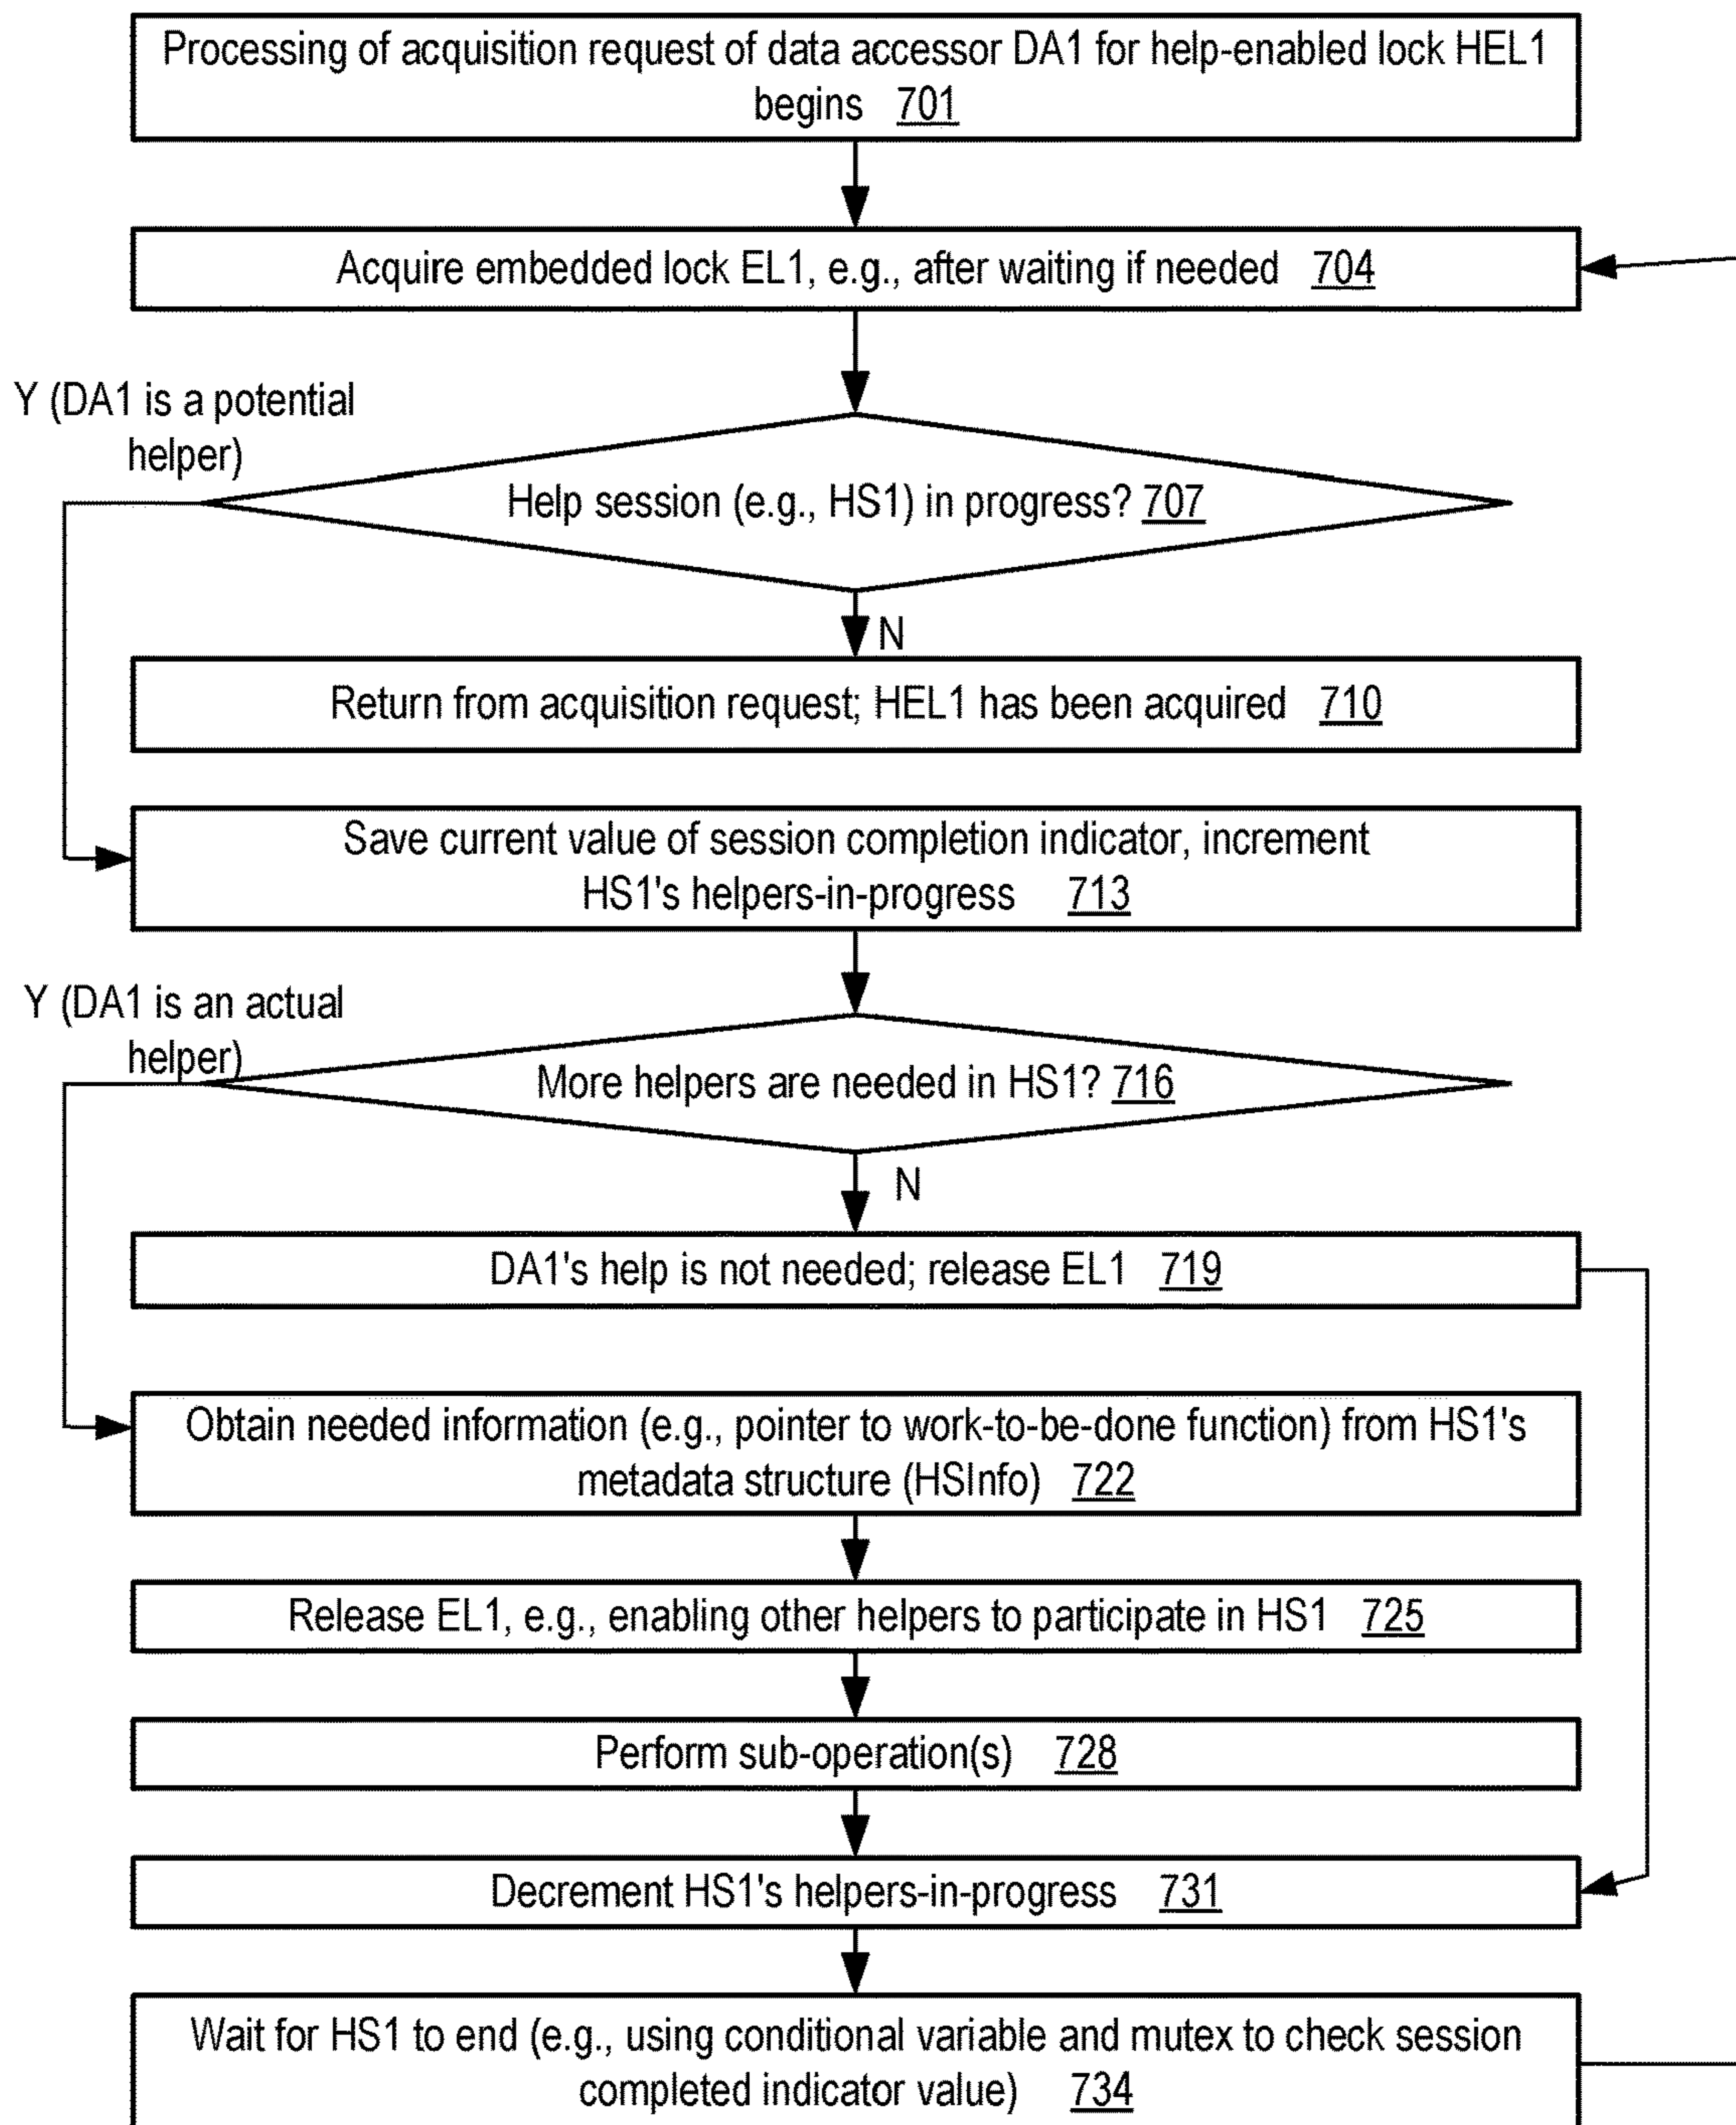 Processing of acquisition request of data accessor DA1 for help-enabled lock HEL1
begins 701
Acquire embedded lock EL1, e.g., after waiting if needed 704
Y (DA1 is a potential
helper)
Help session (e.g., HS1) in progress? 707
N
Return from acquisition request; HEL1 has been acquired 710
Save current value of session completion indicator, increment
HS1's helpers-in-progress 713
Y (DA1 is an actual
helper)
More helpers are needed in HS1? 716
N
DA1's help is not needed; release EL1 719
Obtain needed information (e.g., pointer to work-to-be-done function) from HS1's
metadata structure (HSInfo) 722
Release EL1, e.g., enabling other helpers to participate in HS1 725
Perform sub-operation(s) 728
Decrement HS1's helpers-in-progress 731
Wait for HS1 to end (e.g., using conditional variable and mutex to check session
completed indicator value) 734